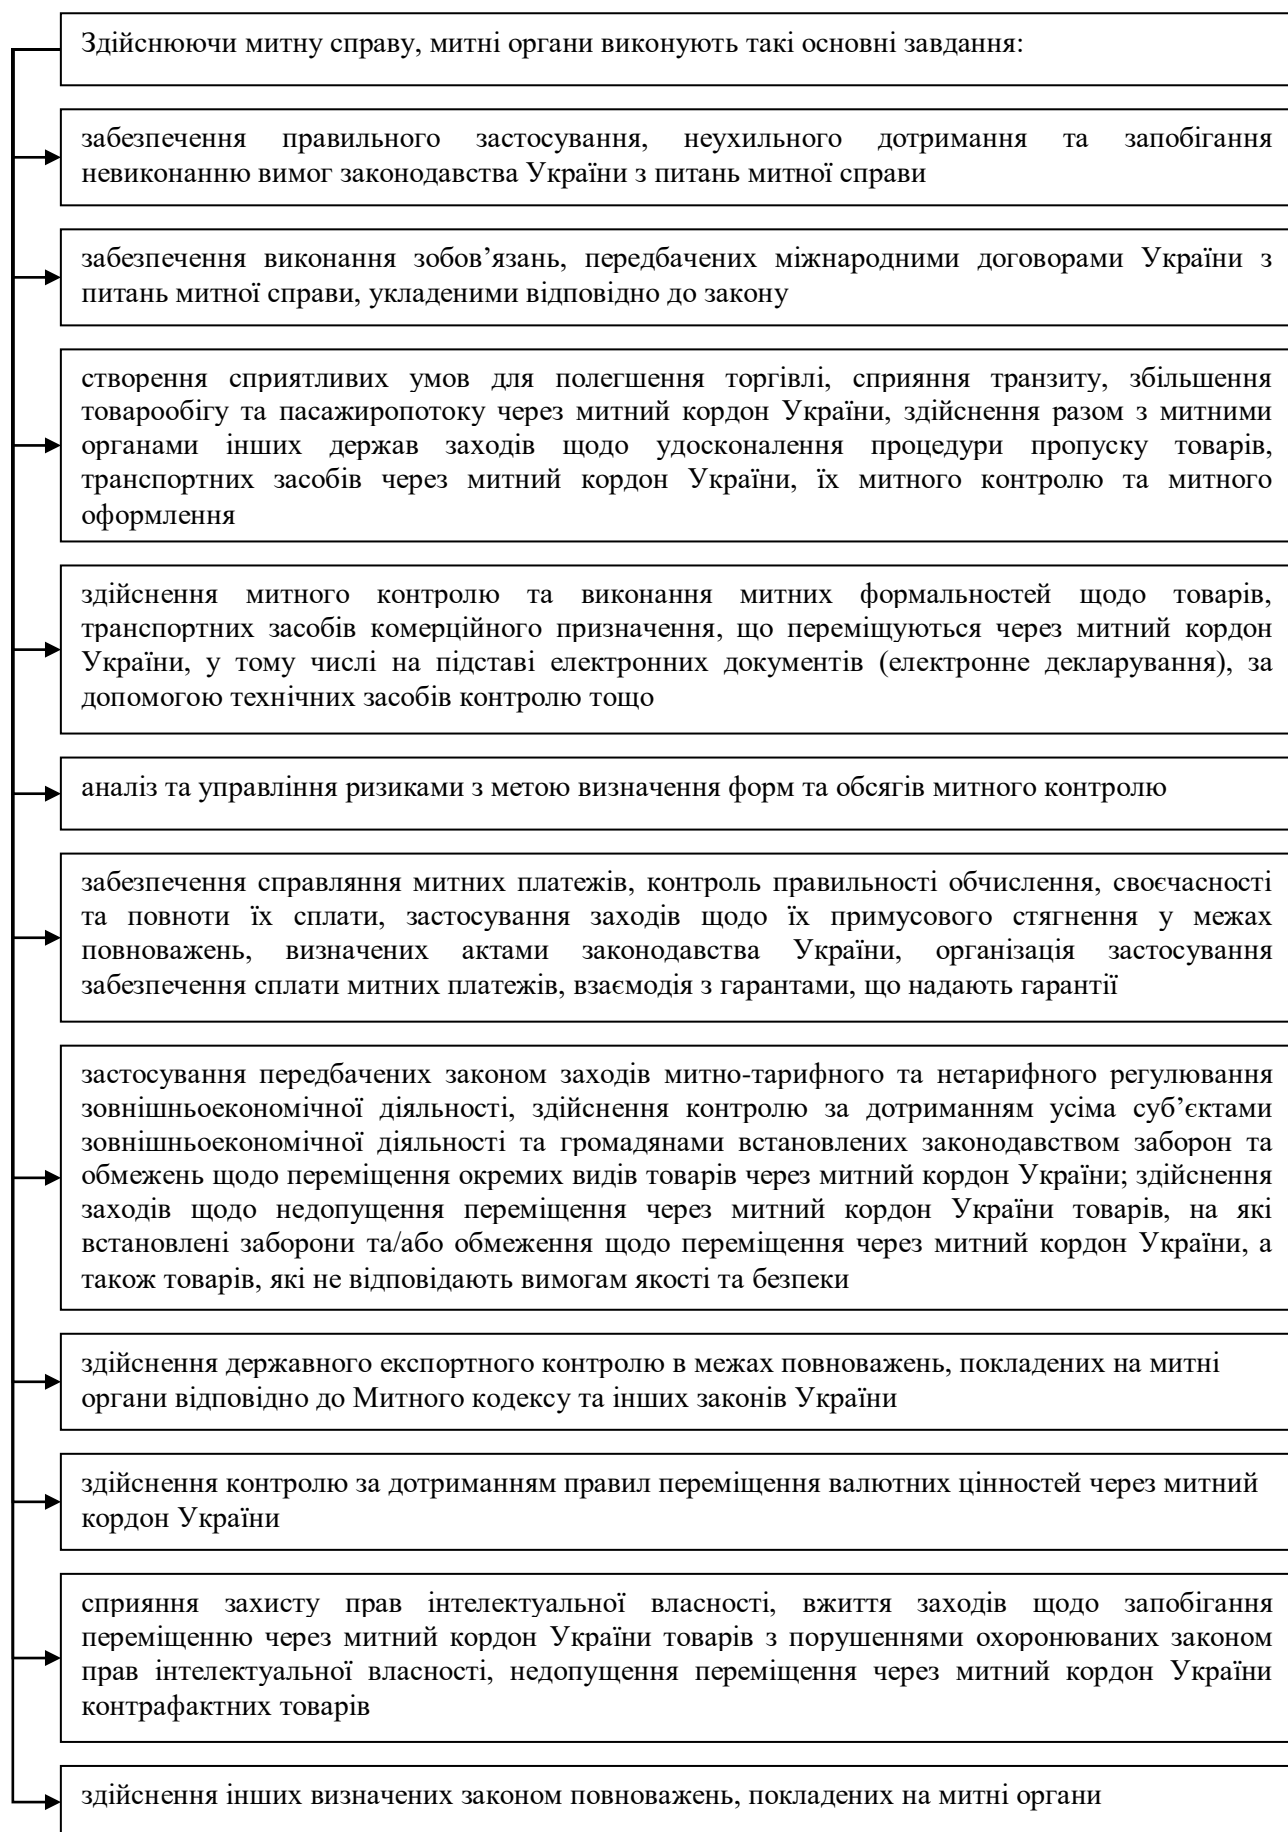 Здійснюючи митну справу, митні органи виконують такі основні завдання:
забезпечення правильного застосування, неухильного дотримання та запобігання
невиконанню вимог законодавства України з питань митної справи
забезпечення виконання зобов’язань, передбачених міжнародними договорами України з
питань митної справи, укладеними відповідно до закону
створення сприятливих умов для полегшення торгівлі, сприяння транзиту, збільшення
товарообігу та пасажиропотоку через митний кордон України, здійснення разом з митними
органами інших держав заходів щодо удосконалення процедури пропуску товарів,
транспортних засобів через митний кордон України, їх митного контролю та митного
оформлення
здійснення митного контролю та виконання митних формальностей щодо товарів,
транспортних засобів комерційного призначення, що переміщуються через митний кордон
України, у тому числі на підставі електронних документів (електронне декларування), за
допомогою технічних засобів контролю тощо
аналіз та управління ризиками з метою визначення форм та обсягів митного контролю
забезпечення справляння митних платежів, контроль правильності обчислення, своєчасності
та повноти їх сплати, застосування заходів щодо їх примусового стягнення у межах
повноважень, визначених актами законодавства України, організація застосування
забезпечення сплати митних платежів, взаємодія з гарантами, що надають гарантії
застосування передбачених законом заходів митно-тарифного та нетарифного регулювання
зовнішньоекономічної діяльності, здійснення контролю за дотриманням усіма суб’єктами
зовнішньоекономічної діяльності та громадянами встановлених законодавством заборон та
обмежень щодо переміщення окремих видів товарів через митний кордон України; здійснення
заходів щодо недопущення переміщення через митний кордон України товарів, на які
встановлені заборони та/або обмеження щодо переміщення через митний кордон України, а
також товарів, які не відповідають вимогам якості та безпеки
здійснення державного експортного контролю в межах повноважень, покладених на митні
органи відповідно до Митного кодексу та інших законів України
здійснення контролю за дотриманням правил переміщення валютних цінностей через митний
кордон України
сприяння захисту прав інтелектуальної власності, вжиття заходів щодо запобігання
переміщенню через митний кордон України товарів з порушеннями охоронюваних законом
прав інтелектуальної власності, недопущення переміщення через митний кордон України
контрафактних товарів
здійснення інших визначених законом повноважень, покладених на митні органи